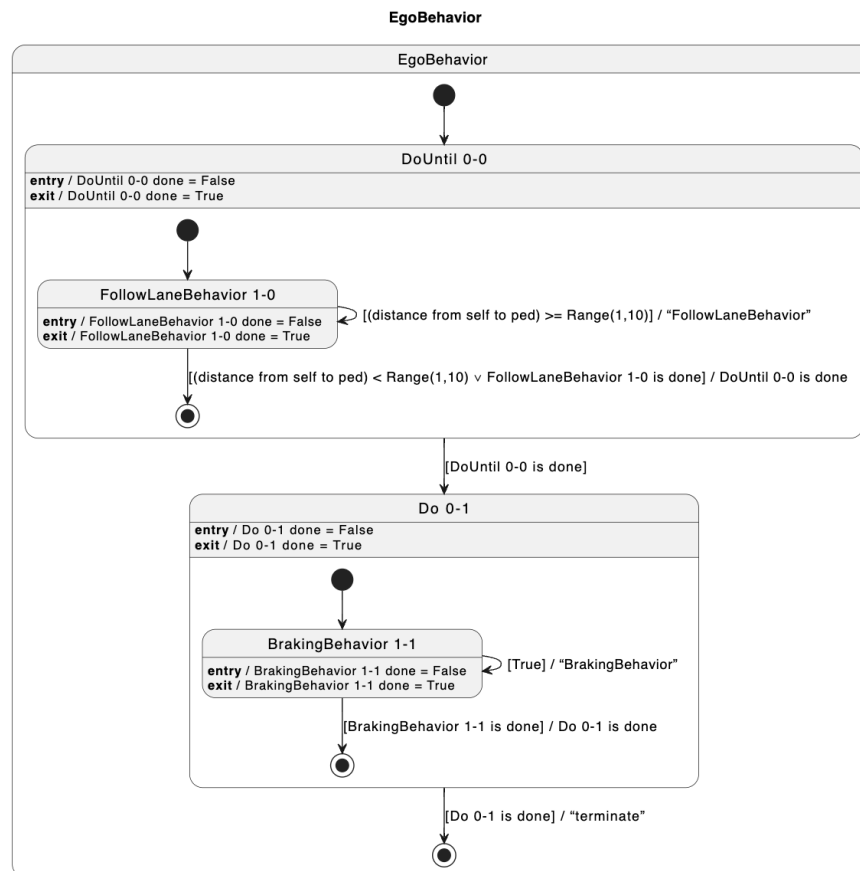 EgoBehavior
EgoBehavior
DoUntil 0-0
entry / DoUntil 0-0 done = False
exit / DoUntil 0-0 done = True
FollowLaneBehavior 1-0
entry / FollowLaneBehavior 1-0 done = False
exit / FollowLaneBehavior 1-0 done = True
[(distance from self to ped) >= Range(1,10)] / “FollowLaneBehavior”
[(distance from self to ped) < Range(1,10) ∨ FollowLaneBehavior 1-0 is done] / DoUntil 0-0 is done
[DoUntil 0-0 is done]
Do 0-1
entry / Do 0-1 done = False
exit / Do 0-1 done = True
BrakingBehavior 1-1
entry / BrakingBehavior 1-1 done = False
exit / BrakingBehavior 1-1 done = True
[True] / “BrakingBehavior”
[BrakingBehavior 1-1 is done] / Do 0-1 is done
[Do 0-1 is done] / “terminate”